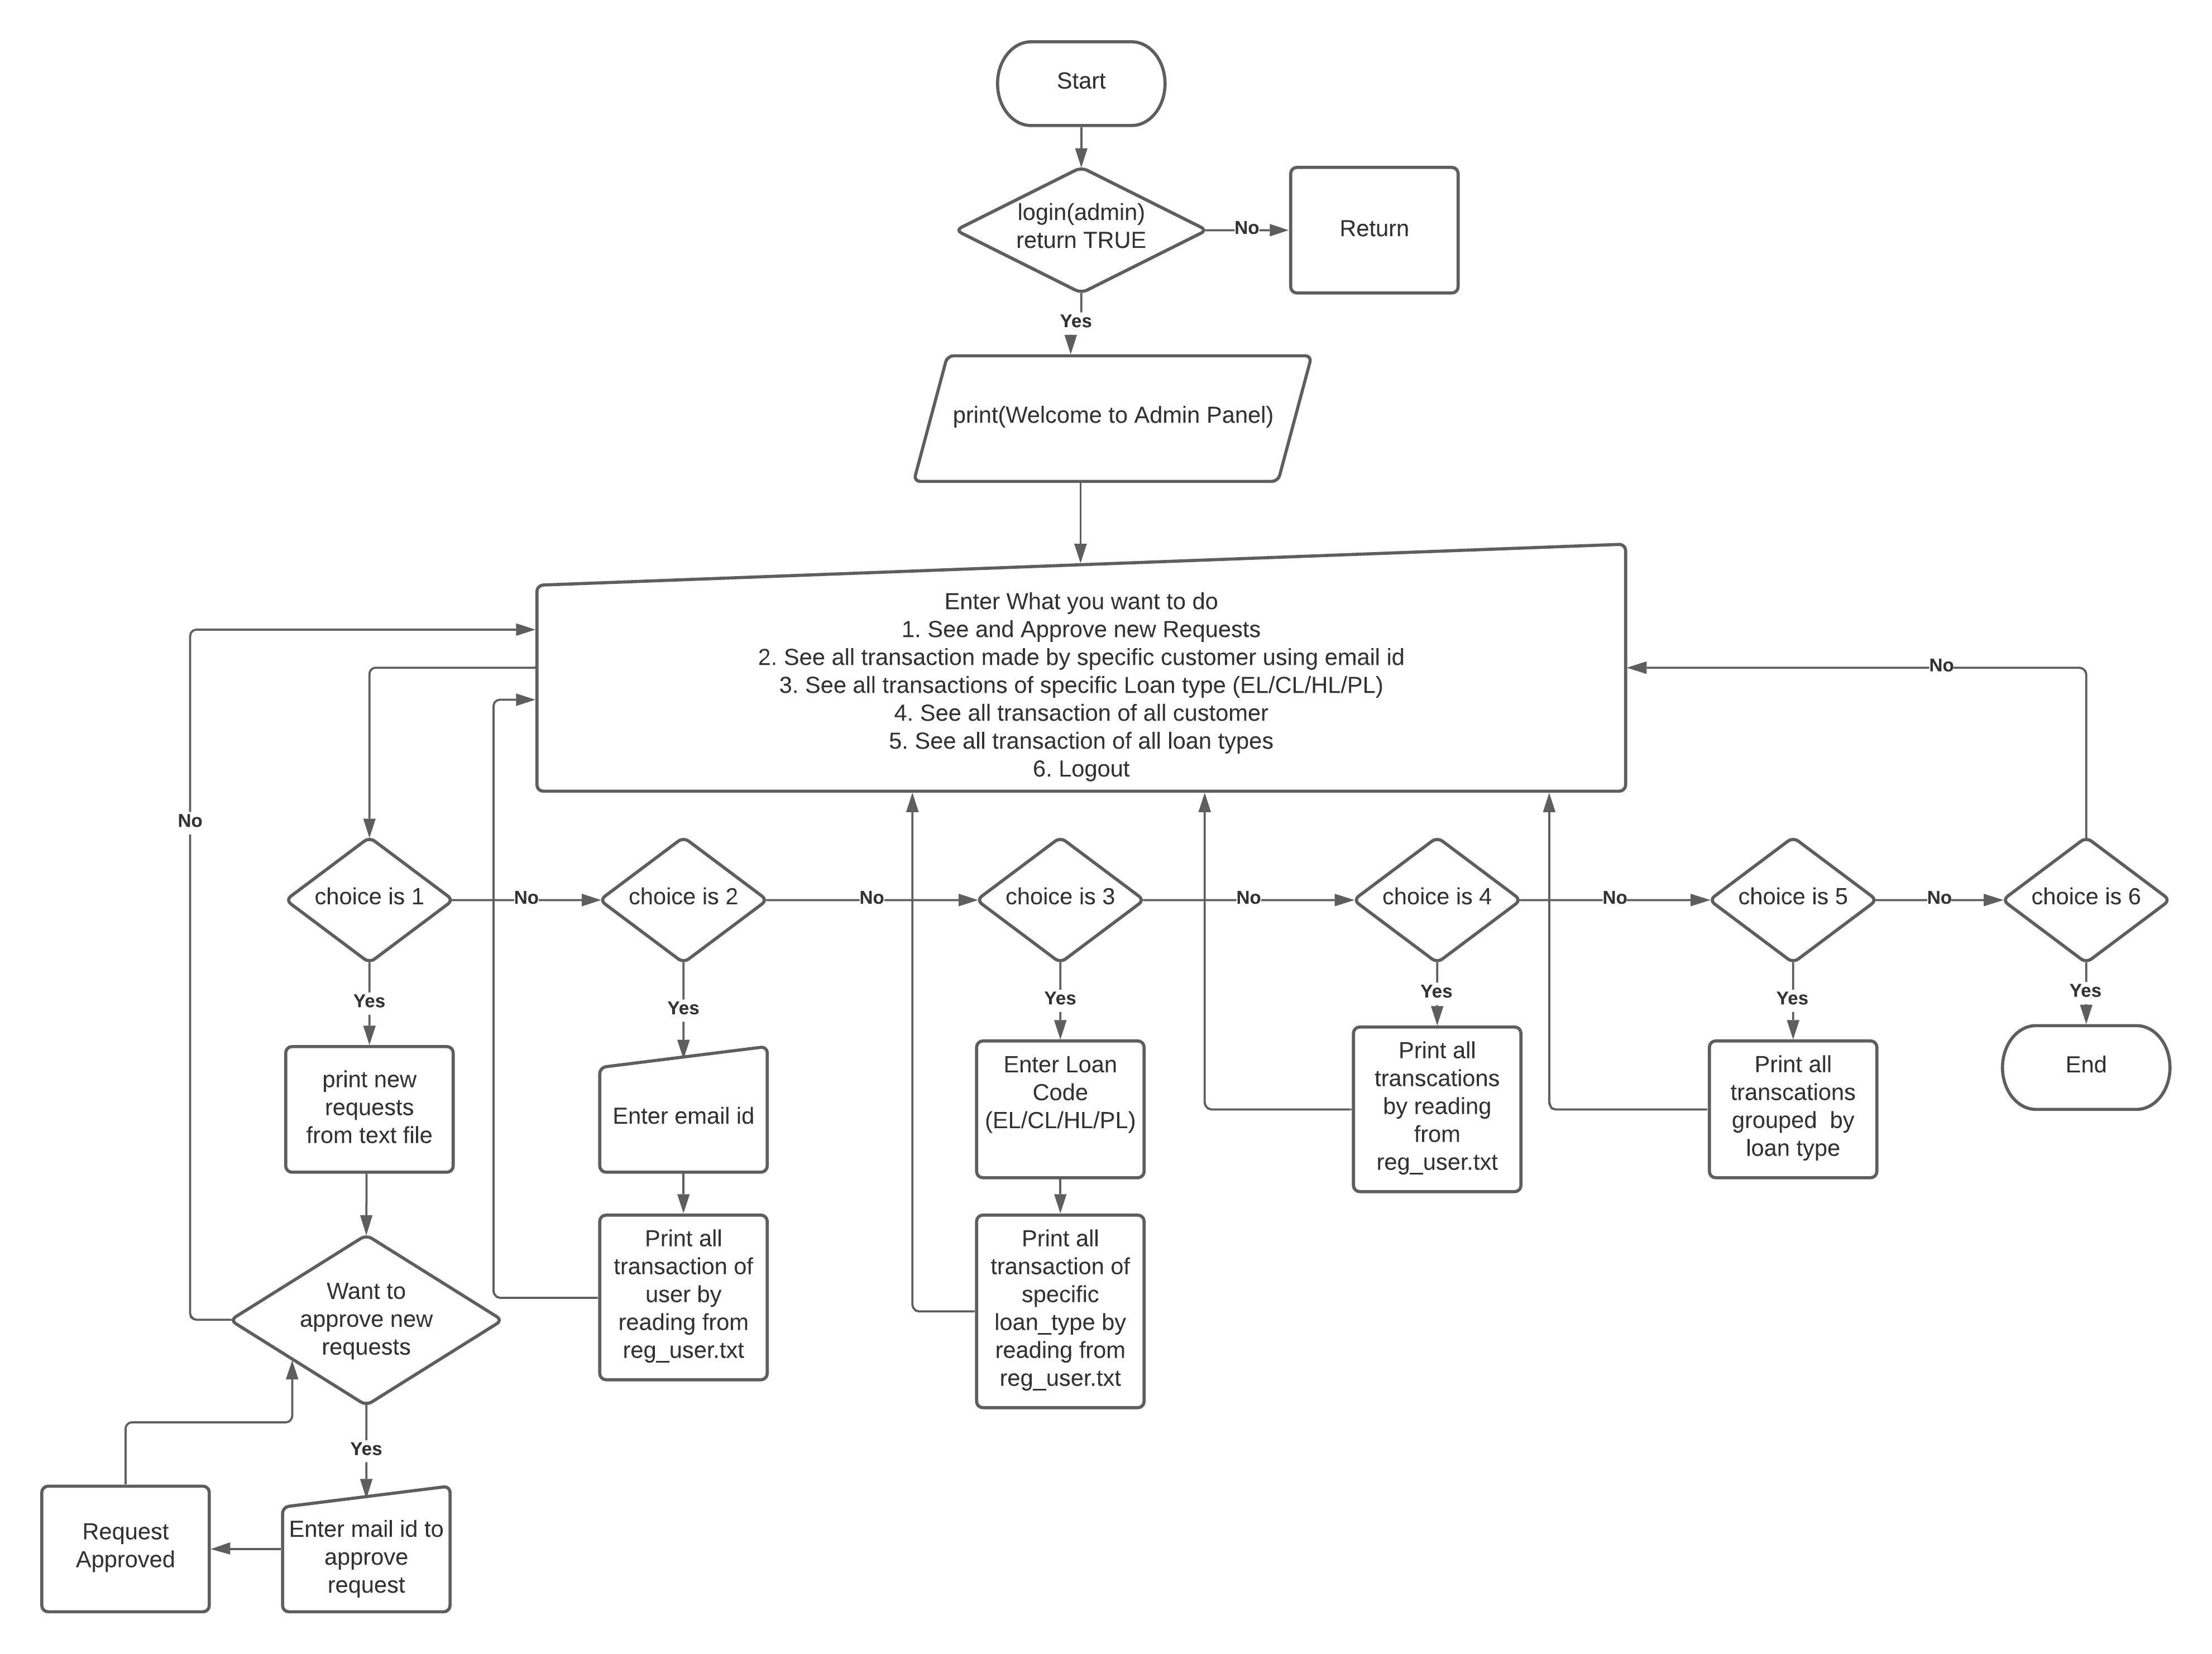 Start
login(admin)
return TRUE
No
Return
Yes
print(Welcome to Admin Panel)
Enter What you want to do
1. See and Approve new Requests
2. See all transaction made by specific customer using email id
3. See all transactions of specific Loan type (EL/CL/HL/PL)
4. See all transaction of all customer
5. See all transaction of all loan types
6. Logout
No
No
choice is 1
No
choice is 2
No
choice is 3
No
choice is 4
No
choice is 5
No
choice is 6
Yes
Yes
Yes
Yes
Yes
Yes
print new
requests
from text file
Enter email id
Enter Loan
Code
(EL/CL/HL/PL)
Print all
transcations
by reading
from
reg_user.txt
Print all
transcations
grouped  by
loan type
End
Want to
approve new
requests
Print all
transaction of
user by
reading from
reg_user.txt
Print all
transaction of
specific
loan_type by
reading from
reg_user.txt
Yes
Request
Approved
Enter mail id to
approve
request